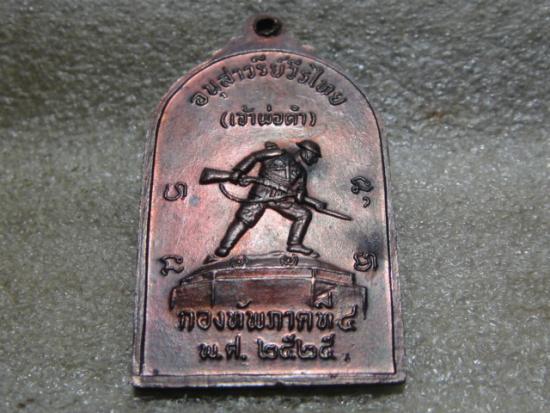 อนุสาวรีย์วีรไทย
(เจ้าพ่อดำ)
กองทัพภาคที่ ๔
พ.ศ. ๒๕๒๕